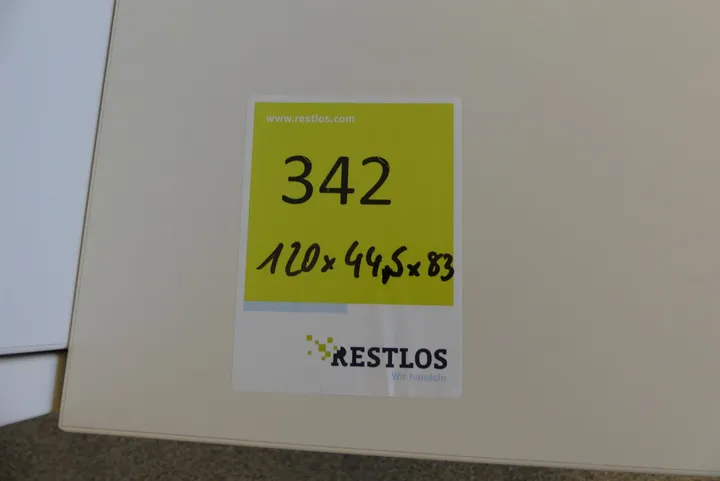 www.restlos.com
342
120x44,5x83
RESTLOS
Wir handeln.